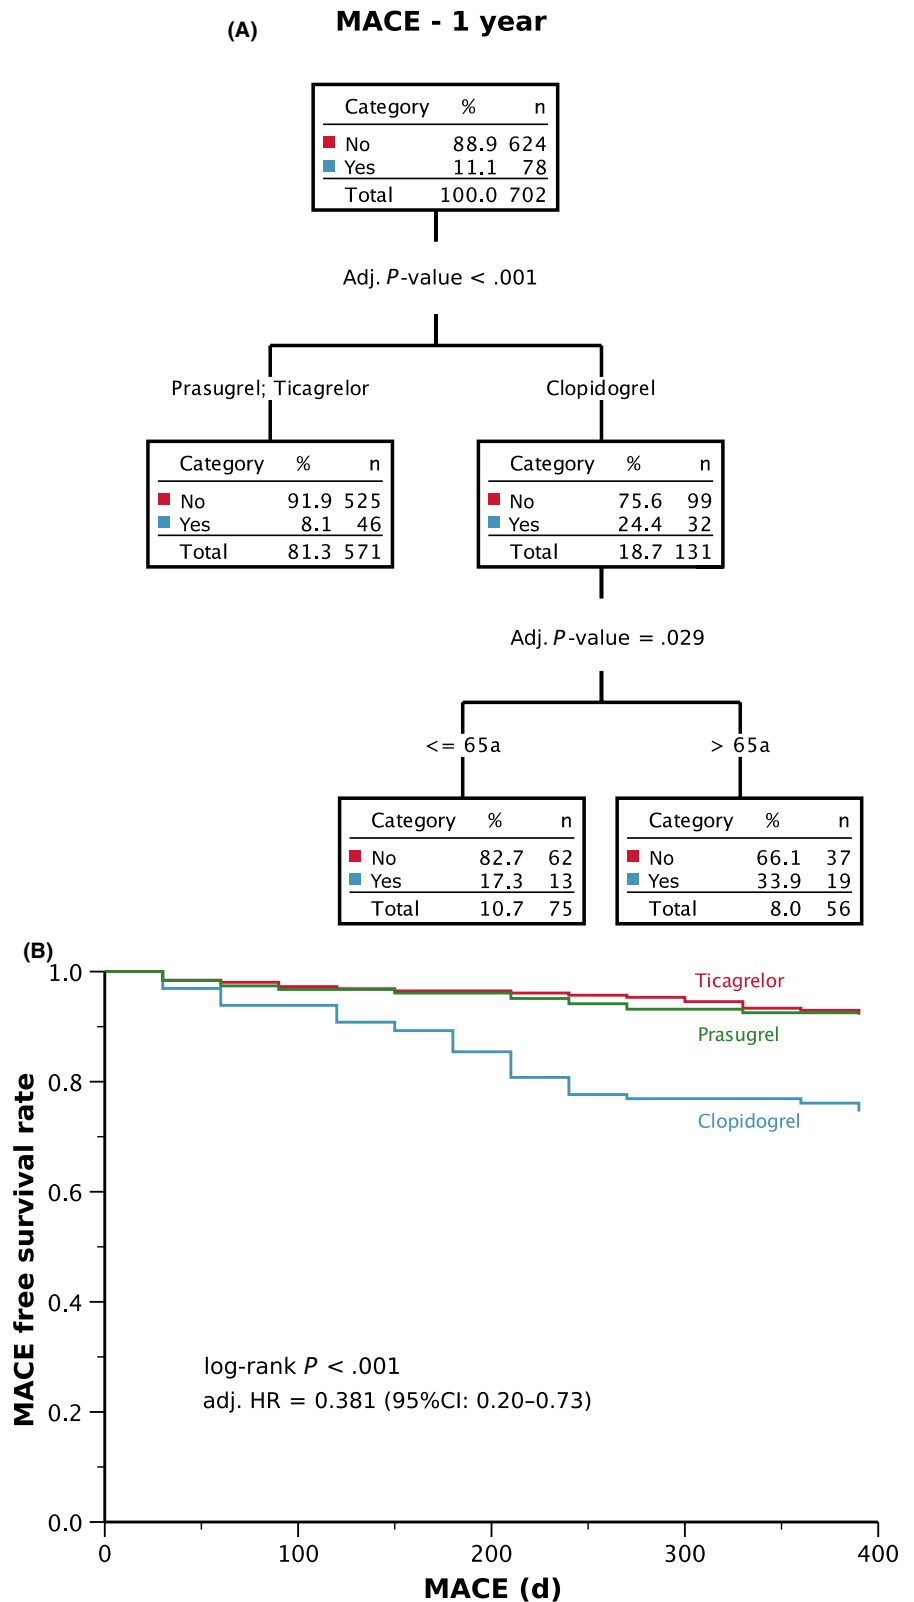 (A) MACE - 1 year
Category % n
No 88.9 624
Yes 11.1 78
Total 100.0 702
Adj. P-value < .001
Prasugrel; Ticagrelor
Clopidogrel
Category % n
No 91.9 525
Yes 8.1 46
Total 81.3 571
Category % n
No 75.6 99
Yes 24.4 32
Total 18.7 131
Adj. P-value = .029
<= 65a
> 65a
Category % n
No 82.7 62
Yes 17.3 13
Total 10.7 75
Category % n
No 66.1 37
Yes 33.9 19
Total 8.0 56
(B)
MACE free survival rate
1.0
0.8
0.6
0.4
0.2
0.0
Ticagrelor
Prasugrel
Clopidogrel
log-rank P < .001
adj. HR = 0.381 (95%CI: 0.20–0.73)
0 100 200 300 400
MACE (d)